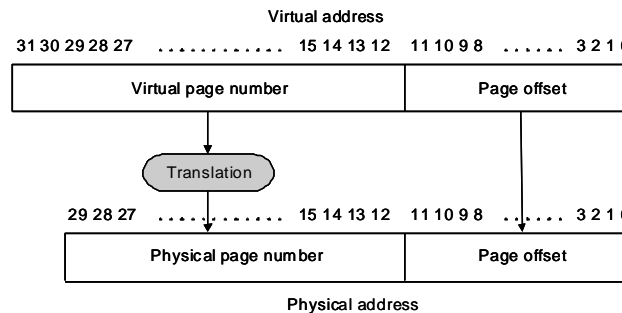 Virtual address
31 30 29 28 27 ............ 15 14 13 12 11 10 9 8 ...... 3 2 1
Virtual page number Page offset
Translation
29 28 27 ............ 15 14 13 12 11 10 9 8 ...... 3 2 1
Physical page number Page offset
Physical address